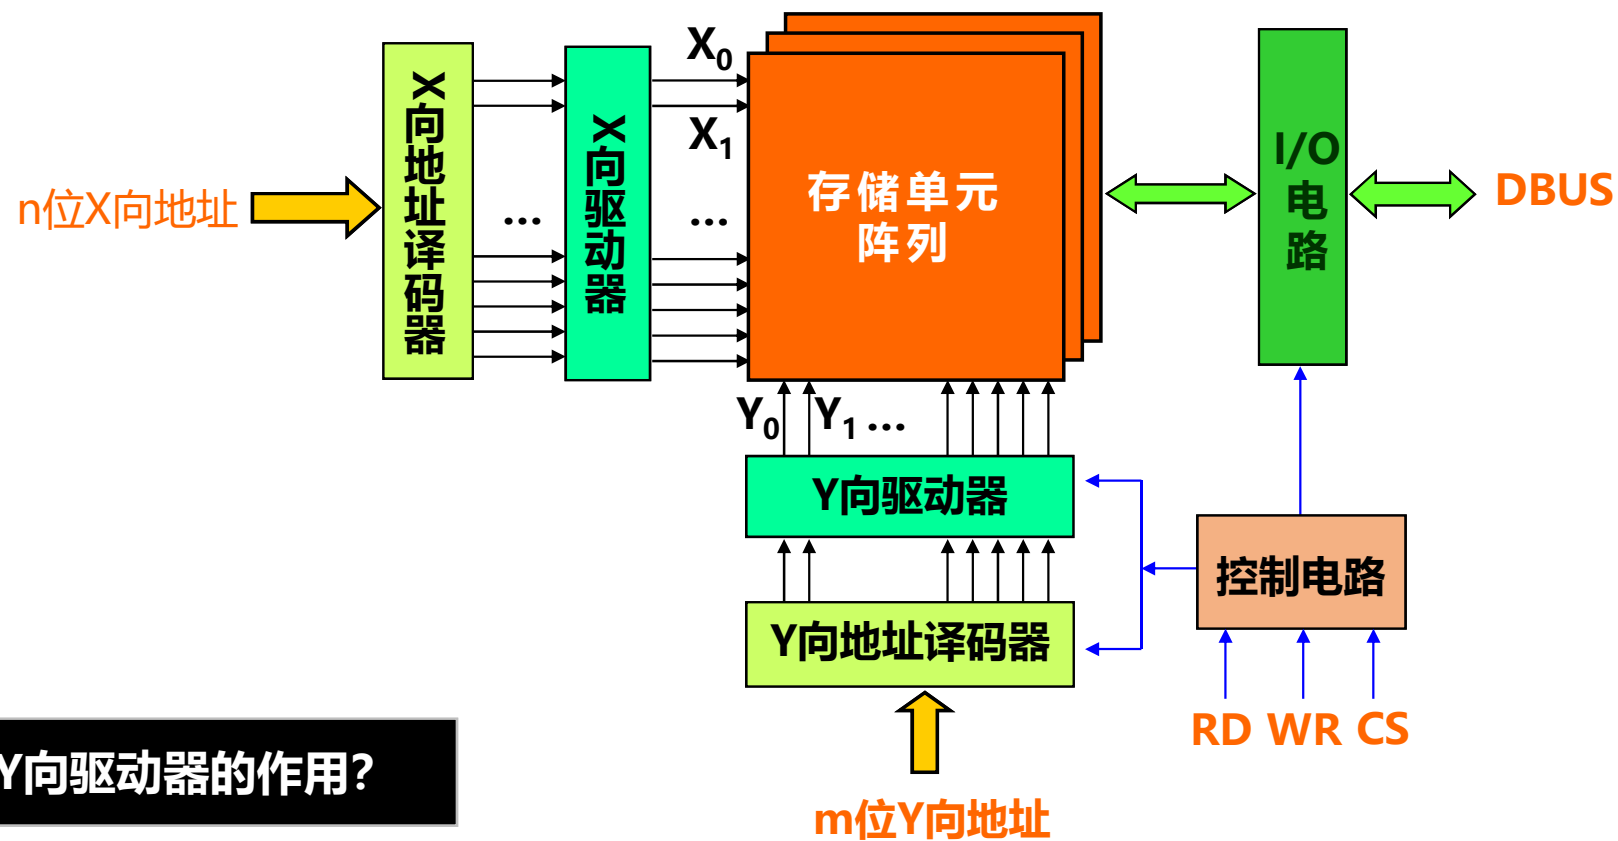 n位X向地址
X向地址译码器
...
X向驱动器
X0
X1
...
存储单元
阵列
I/O电路
DBUS
Y0 Y1 ...
Y向驱动器
Y向地址译码器
m位Y向地址
控制电路
RD WR CS
Y向驱动器的作用？